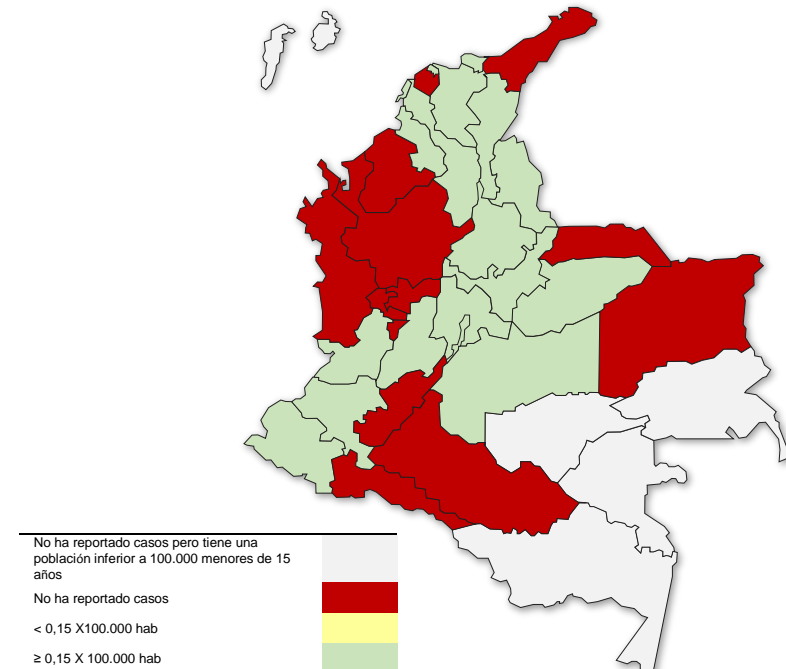 No ha reportado casos pero tiene una
población inferior a 100.000 menores de 15
años
No ha reportado casos
< 0,15 X100.000 hab
≥ 0,15 X 100.000 hab